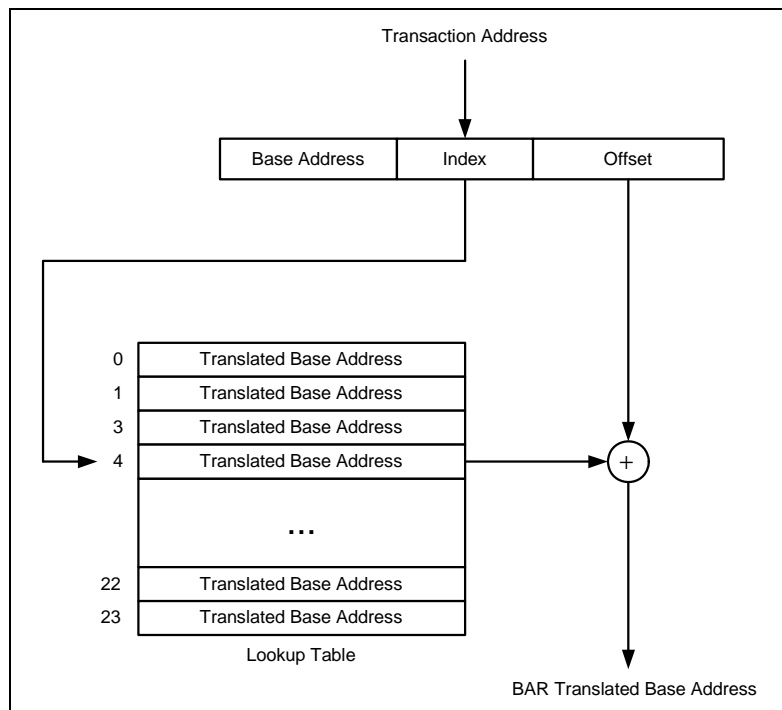 Transaction Address
Base Address Index Offset
0 Translated Base Address
1 Translated Base Address
3 Translated Base Address
4 Translated Base Address
+
...
22 Translated Base Address
23 Translated Base Address
Lookup Table
BAR Translated Base Address